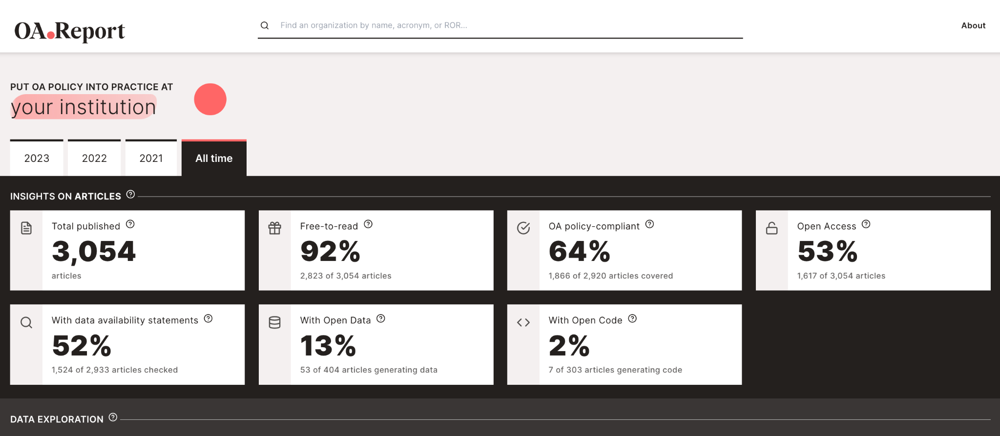 OA.Report
Find an organization by name, acronym, or ROR...
About
PUT OA POLICY INTO PRACTICE AT
your institution
2023
2022
2021
All time
INSIGHTS ON ARTICLES
Total published
3,054
articles
Free-to-read
92%
2,823 of 3,054 articles
OA policy-compliant
64%
1,866 of 2,920 articles covered
Open Access
53%
1,617 of 3,054 articles
With data availability statements
52%
1,524 of 2,933 articles checked
With Open Data
13%
53 of 404 articles generating data
With Open Code
2%
7 of 303 articles generating code
DATA EXPLORATION